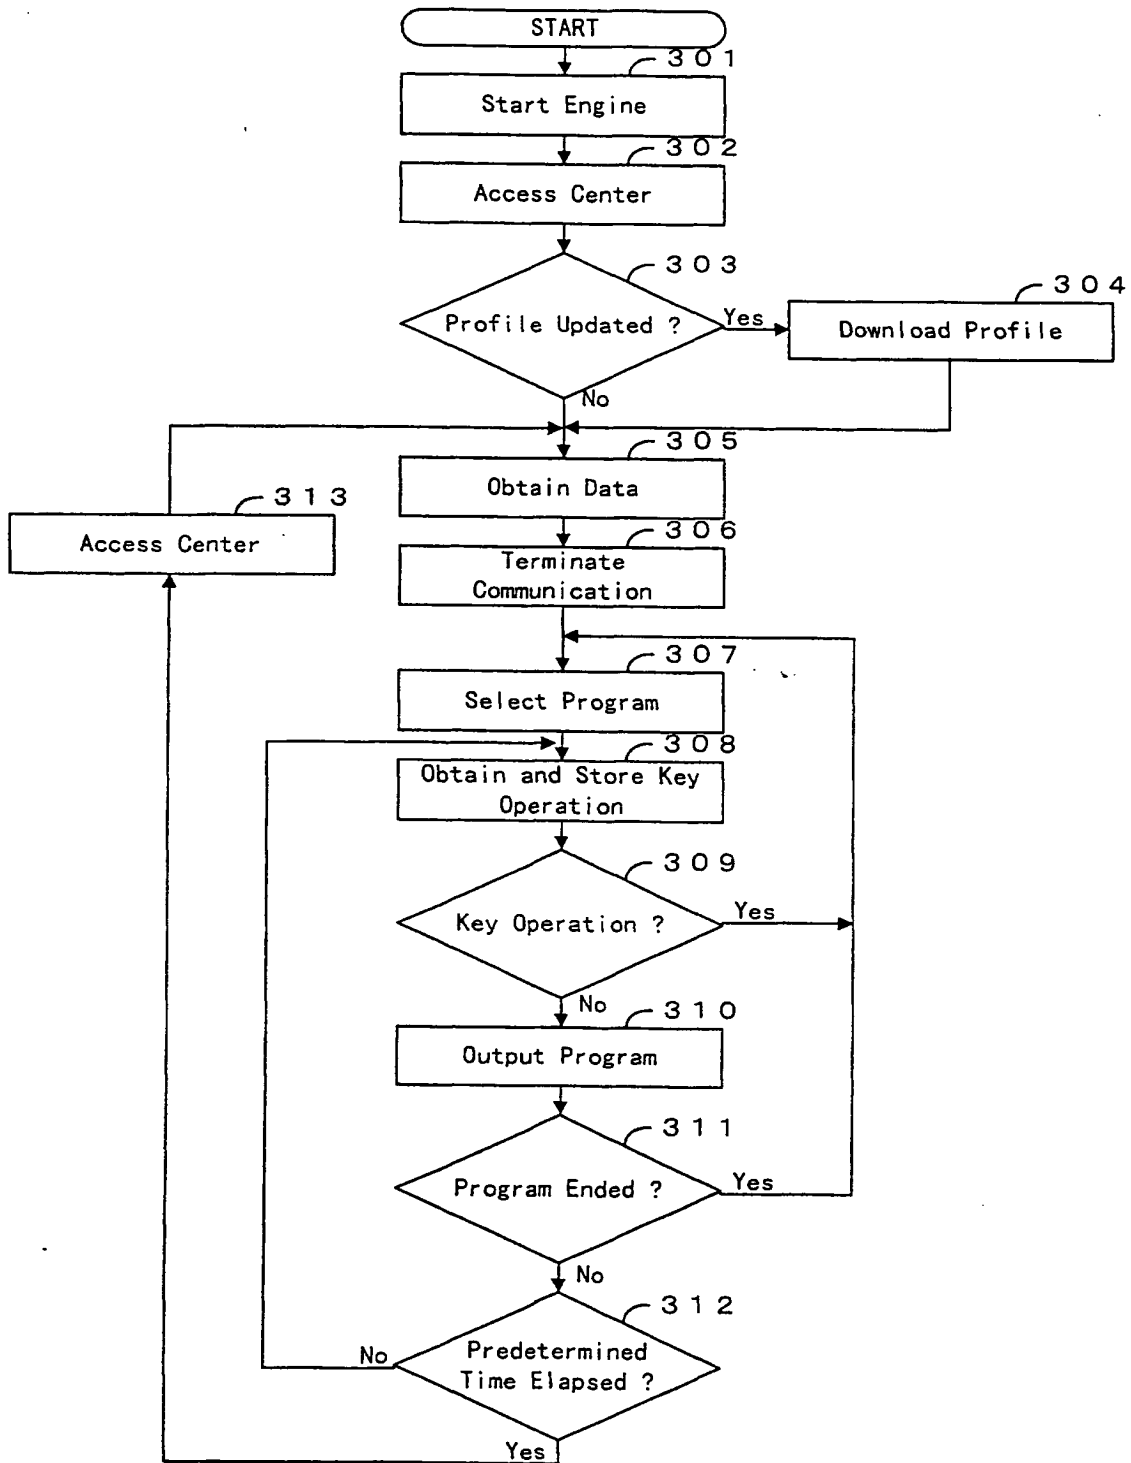 START
301
Start Engine
302
Access Center
303
Profile Updated ?
Yes
304
Download Profile
No
305
Obtain Data
313
Access Center
306
Terminate
Communication
307
Select Program
308
Obtain and Store Key
Operation
309
Key Operation ?
Yes
No
310
Output Program
311
Program Ended ?
Yes
No
312
Predetermined
Time Elapsed ?
No
Yes